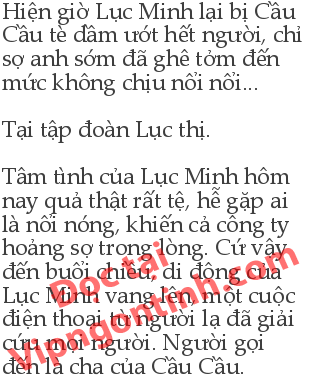 Hiện giờ Lục Minh lại bị Cầu
Cầu tè dầm ướt hết người, chỉ
sợ anh sớm đã ghê tởm đến
mức không chịu nổi nổi...
Tại tập đoàn Lục thị.
Tâm tình của Lục Minh hôm
nay quả thật rất tệ, hễ gặp ai
là nổi nóng, khiến cả công ty
hoảng sợ trong lòng. Cứ vậy
đến buổi chiều, di động của
Lục Minh vang lên, một cuộc
điện thoại từ người lạ đã giải
cứu mọi người. Người gọi
đến là cha của Cầu Cầu.
Đọc tại
Vipngontinh.com